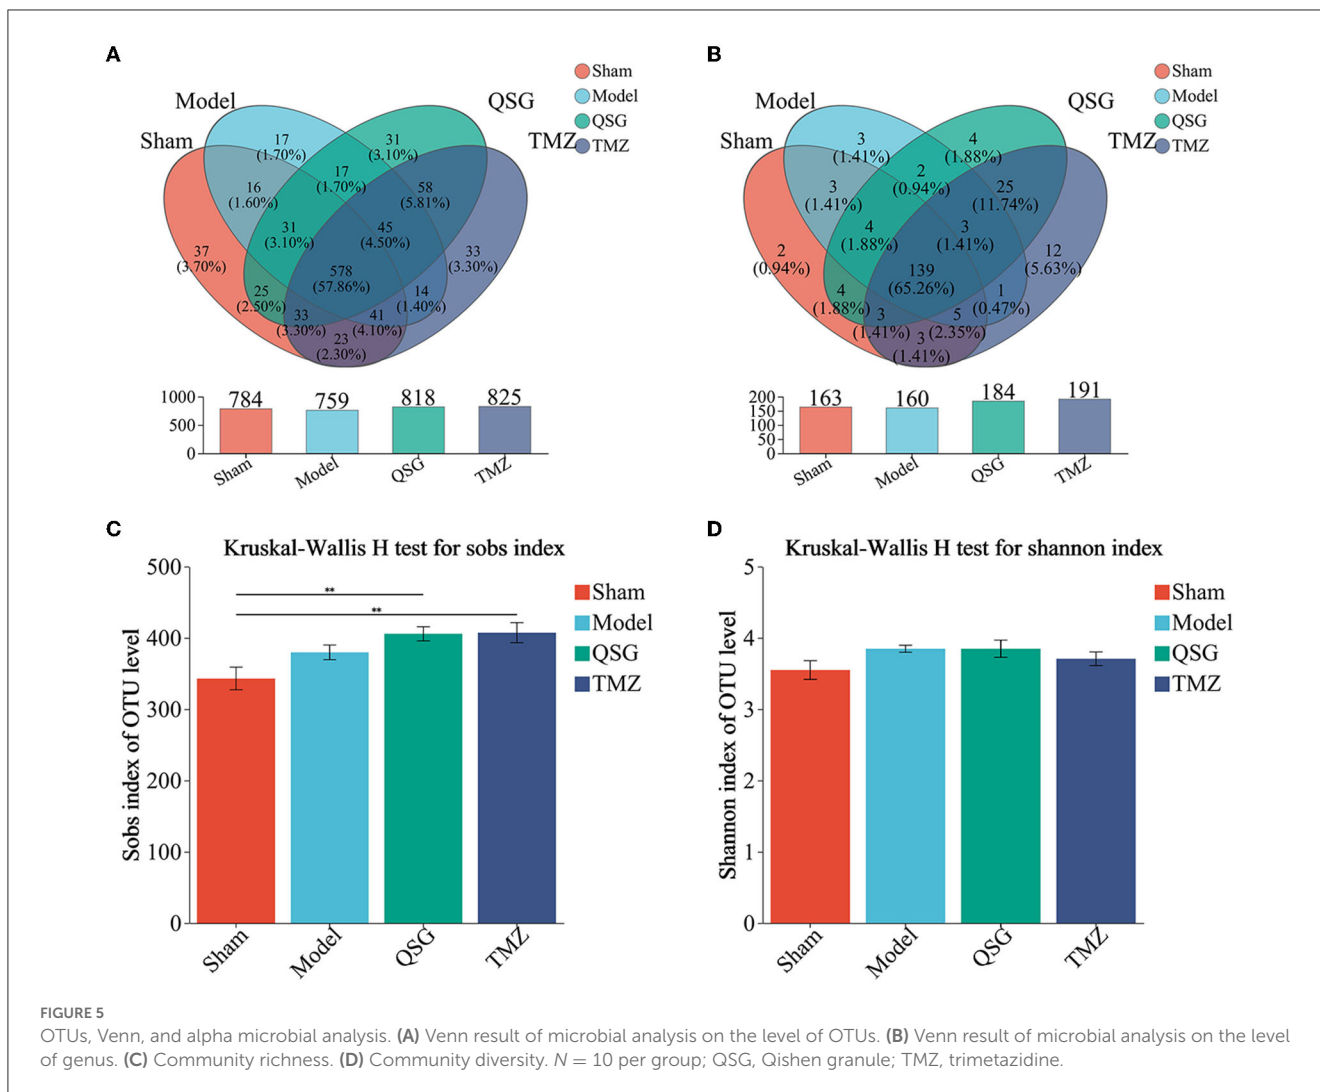 A
Sham
Model
QSG
TMZ
Model
QSG
Sham
TMZ
17
(1.70%)
31
(3.10%)
17
(1.70%)
16
(1.60%)
58
(5.81%)
31
(3.10%)
45
(4.50%)
37
(3.70%)
33
(3.30%)
578
(57.86%)
25
(2.50%)
14
(1.40%)
33
(3.30%)
41
(4.10%)
23
(2.30%)
1000
500
0
784
759
818
825
Sham
Model
QSG
TMZ
B
Sham
Model
QSG
TMZ
Model
QSG
Sham
TMZ
3
(1.41%)
4
(1.88%)
2
(0.94%)
3
(1.41%)
25
(11.74%)
4
(1.88%)
3
(1.41%)
2
(0.94%)
12
(5.63%)
139
(65.26%)
4
(1.88%)
1
(0.47%)
3
(1.41%)
5
(2.35%)
3
(1.41%)
200
150
100
50
0
163
160
184
191
Sham
Model
QSG
TMZ
C
Kruskal-Wallis H test for sobs index
Sobs index of OTU level
500
400
300
200
100
0
**
**
Sham
Model
QSG
TMZ
Sham
Model
QSG
TMZ
D
Kruskal-Wallis H test for shannon index
Shannon index of OTU level
5
4
3
2
1
0
Sham
Model
QSG
TMZ
Sham
Model
QSG
TMZ
FIGURE 5
OTUs, Venn, and alpha microbial analysis. (A) Venn result of microbial analysis on the level of OTUs. (B) Venn result of microbial analysis on the level
of genus. (C) Community richness. (D) Community diversity. N = 10 per group; QSG, Qishen granule; TMZ, trimetazidine.